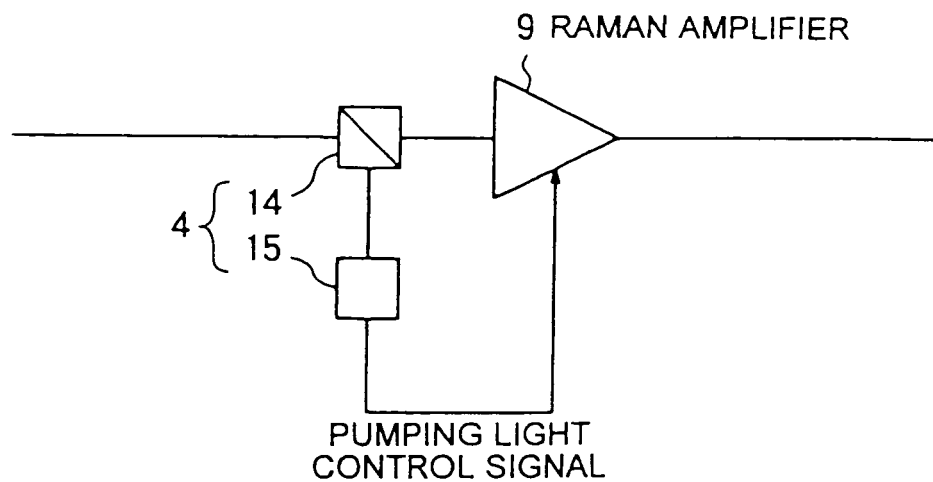 9 RAMAN AMPLIFIER
14
4
15
PUMPING LIGHT
CONTROL SIGNAL